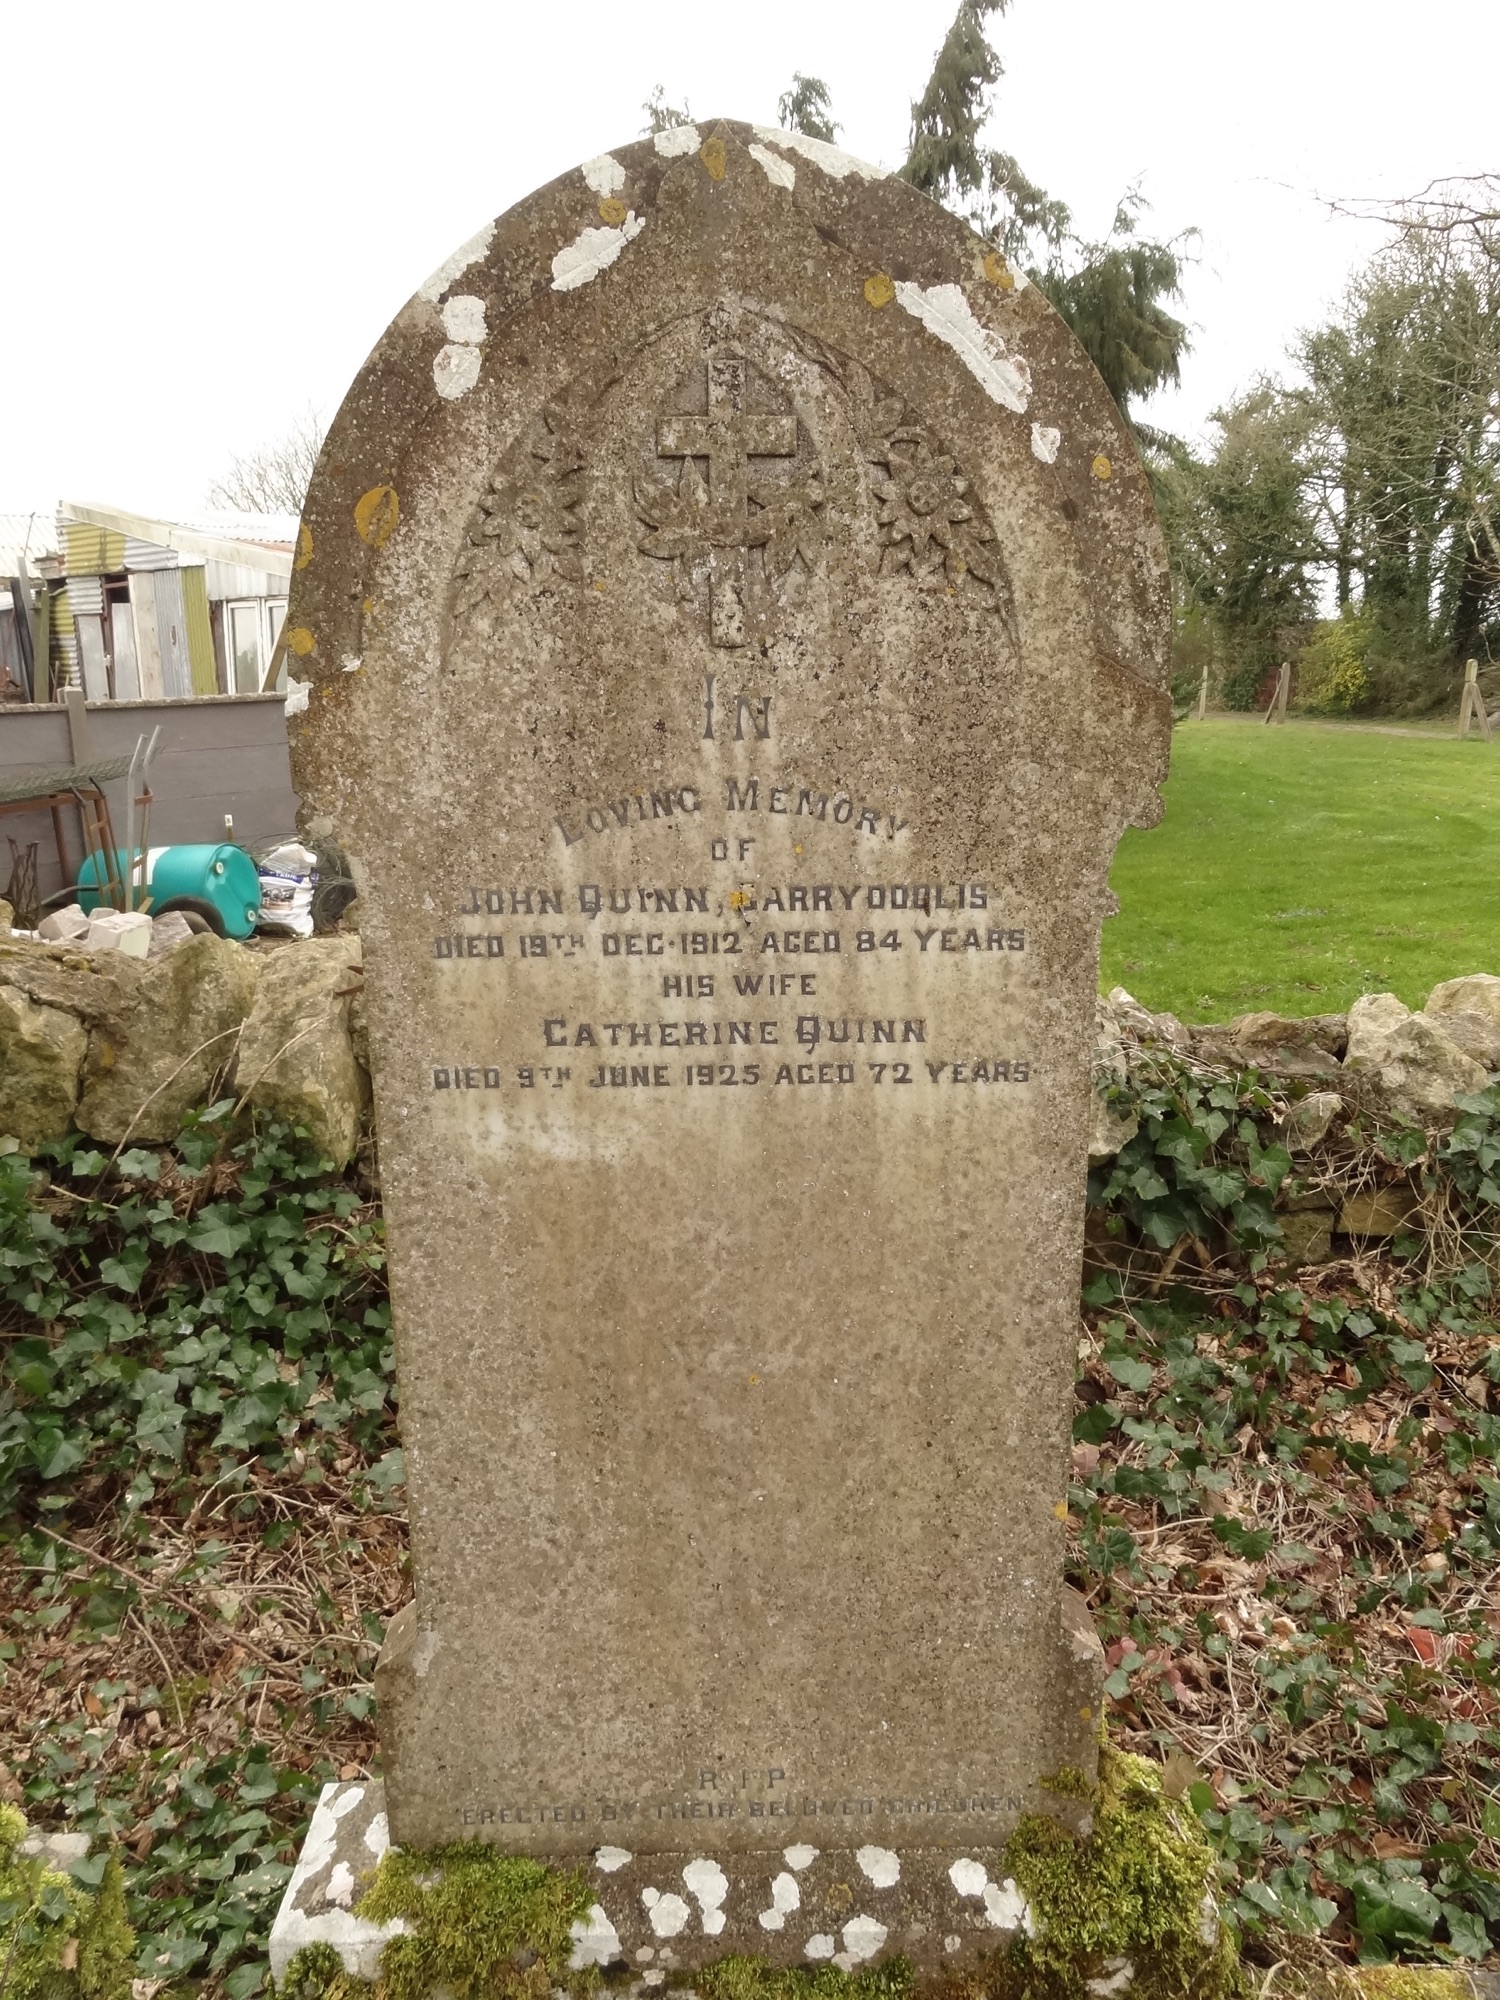 IN
LOVING MEMORY
OF
JOHN QUINN, GARRYDOOLIS
DIED 19TH DEC. 1912 AGED 84 YEARS
HIS WIFE
CATHERINE QUINN
DIED 9TH JUNE 1925 AGED 72 YEARS.
R I P
ERECTED BY THEIR BELOVED CHILDREN